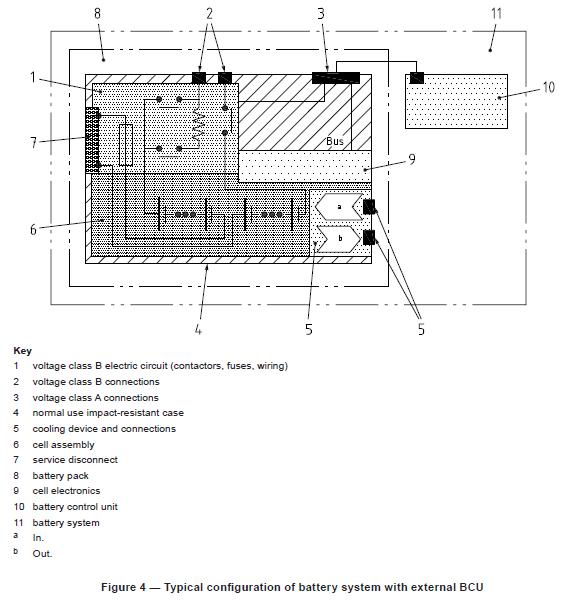 8 2 3 11
1
10
Bus
7
9
a
6
b
4 5 5
Key
1 voltage class B electric circuit (contactors, fuses, wiring)
2 voltage class B connections
3 voltage class A connections
4 normal use impact-resistant case
5 cooling device and connections
6 cell assembly
7 service disconnect
8 battery pack
9 cell electronics
10 battery control unit
11 battery system
a In.
b Out.
Figure 4 — Typical configuration of battery system with external BCU